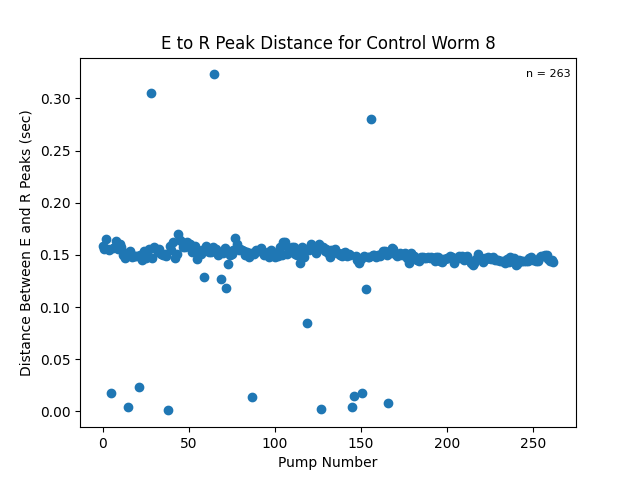 E to R Peak Distance for Control Worm 8
n = 263
Distance Between E and R Peaks (sec)
0.30
0.25
0.20
0.15
0.10
0.05
0.00
0 50 100 150 200 250
Pump Number